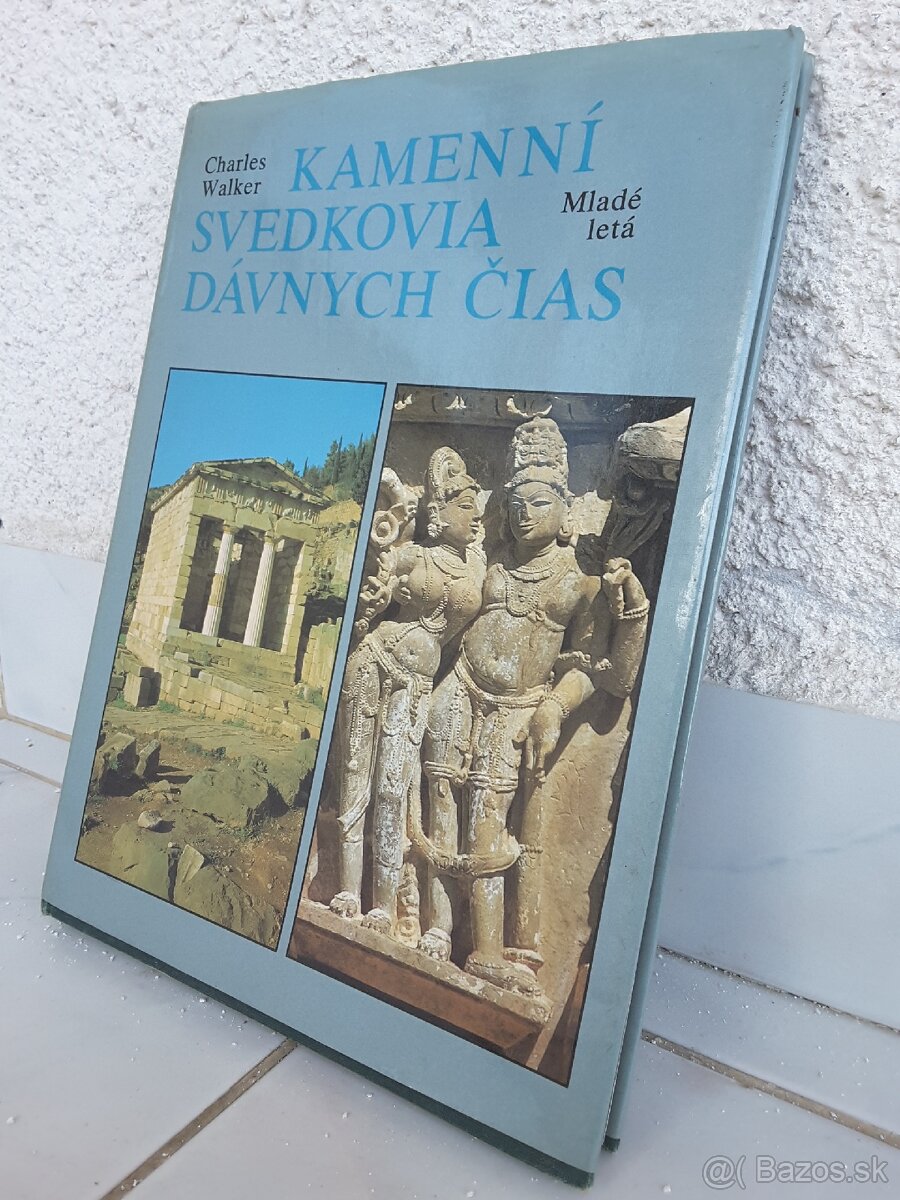 Charles
Walker
KAMENNÍ
SVEDKOVIA
DÁVNYCH ČIAS
Mladé
letá
@( Bazos.sk